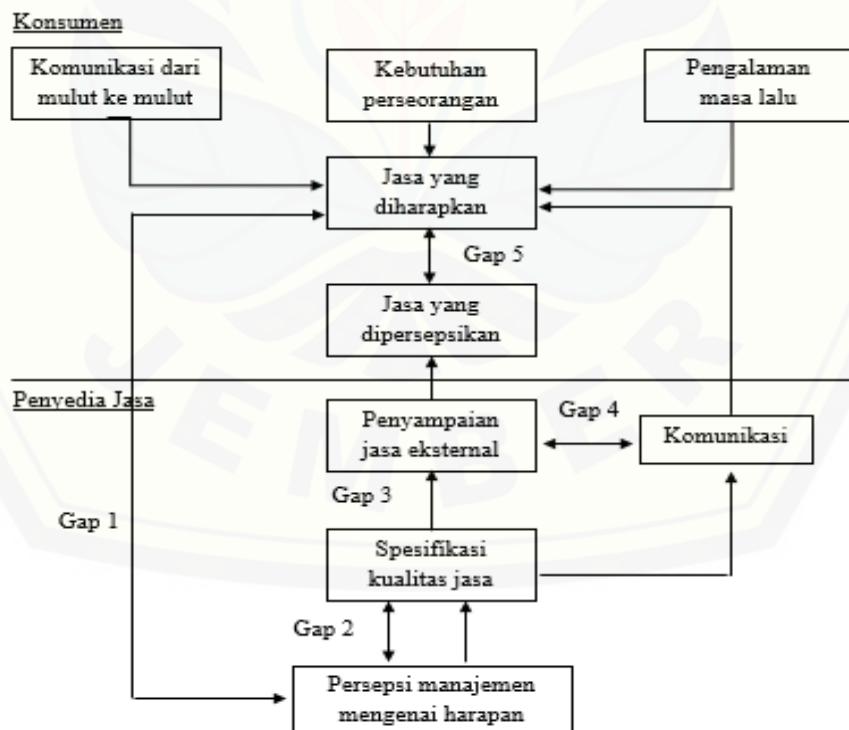 Konsumen
Komunikasi dari
mulut ke mulut
Kebutuhan
perseorangan
Pengalaman
masa lalu
Jasa yang
diharapkan
Gap 5
Jasa yang
dipersepsikan
Penyedia Jasa
Penyampaian
jasa eksternal
Gap 4
Komunikasi
Gap 3
Gap 1
Spesifikasi
kualitas jasa
Gap 2
Persepsi manajemen
mengenai harapan
JEMBER